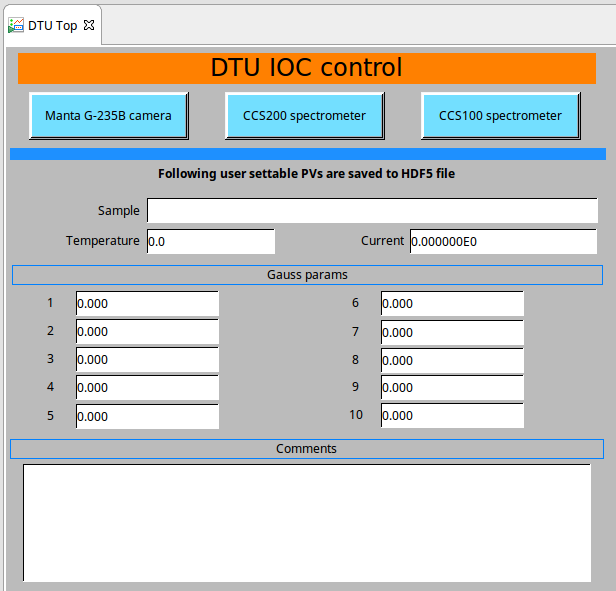 DTU Top
DTU IOC control
Manta G-235B camera CCS200 spectrometer CCS100 spectrometer
Following user settable PVs are saved to HDF5 file
Sample
Temperature 0.0 Current 0.000000E0
Gauss params
1 0.000 6 0.000
2 0.000 7 0.000
3 0.000 8 0.000
4 0.000 9 0.000
5 0.000 10 0.000
Comments